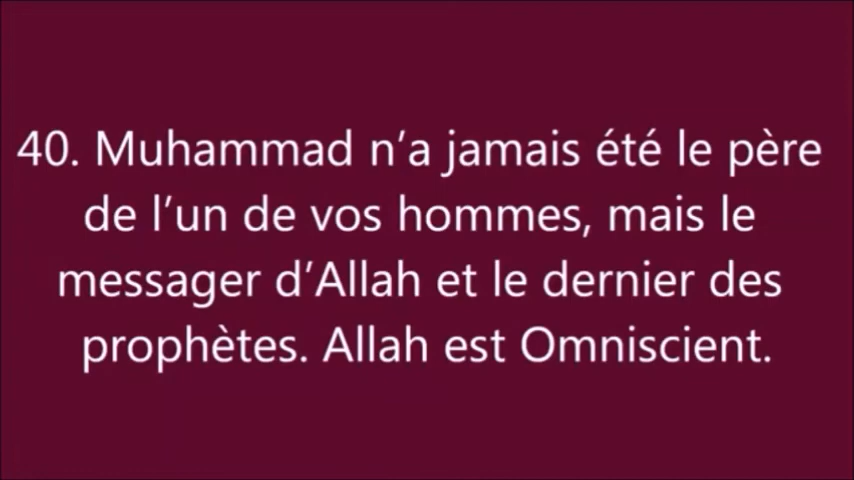 40. Muhammad n’a jamais été le père
de l’un de vos hommes, mais le
messager d’Allah et le dernier des
prophètes. Allah est Omniscient.